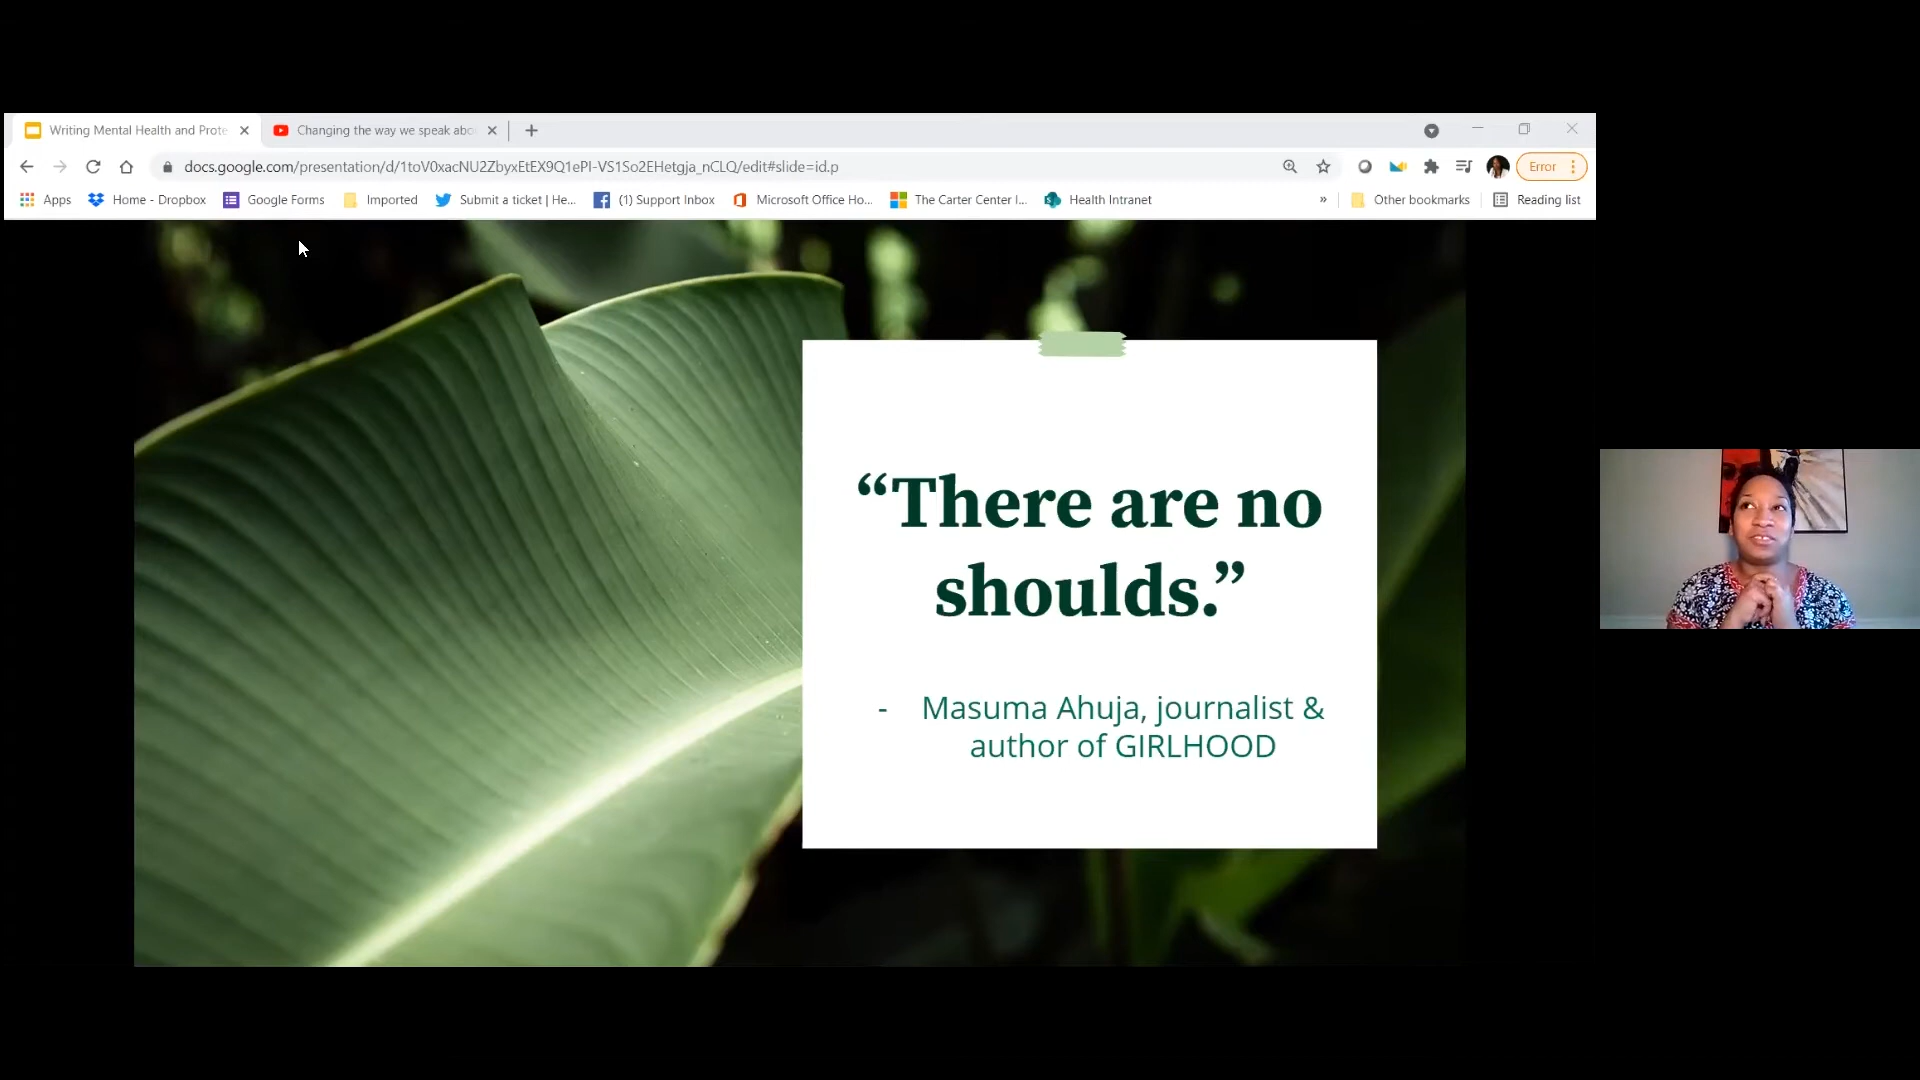 Writing Mental Health and Prote
Changing the way we speak abo
docs.google.com/presentation/d/1toV0xacNU2ZbyxEtEX9Q1ePI-VS1So2EHetgja_nCLQ/edit#slide=id.p
Error
Apps
Home - Dropbox
Google Forms
Imported
Submit a ticket | He...
(1) Support Inbox
Microsoft Office Ho...
The Carter Center I...
Health Intranet
»
Other bookmarks
Reading list
“There are no
shoulds.”
- Masuma Ahuja, journalist &
author of GIRLHOOD